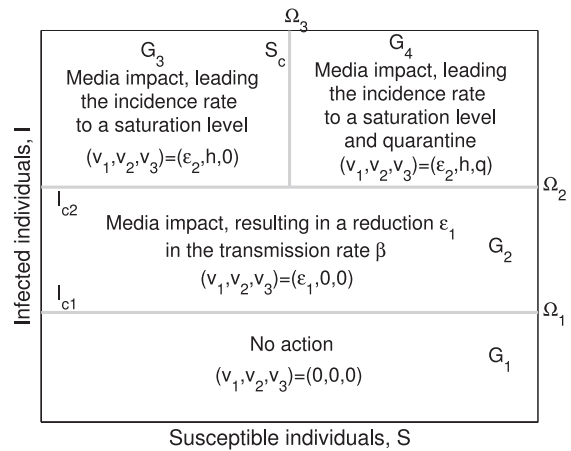 Ω₃
G₃
S_c
G₄
Media impact, leading
the incidence rate
to a saturation level
(v₁,v₂,v₃)=(ε₂,h,0)
Media impact, leading
the incidence rate
to a saturation level
and quarantine
(v₁,v₂,v₃)=(ε₂,h,q)
Ω₂
I_c2
Media impact, resulting in a reduction ε₁
in the transmission rate β
(v₁,v₂,v₃)=(ε₁,0,0)
G₂
I_c1
Ω₁
No action
(v₁,v₂,v₃)=(0,0,0)
G₁
Infected individuals, I
Susceptible individuals, S